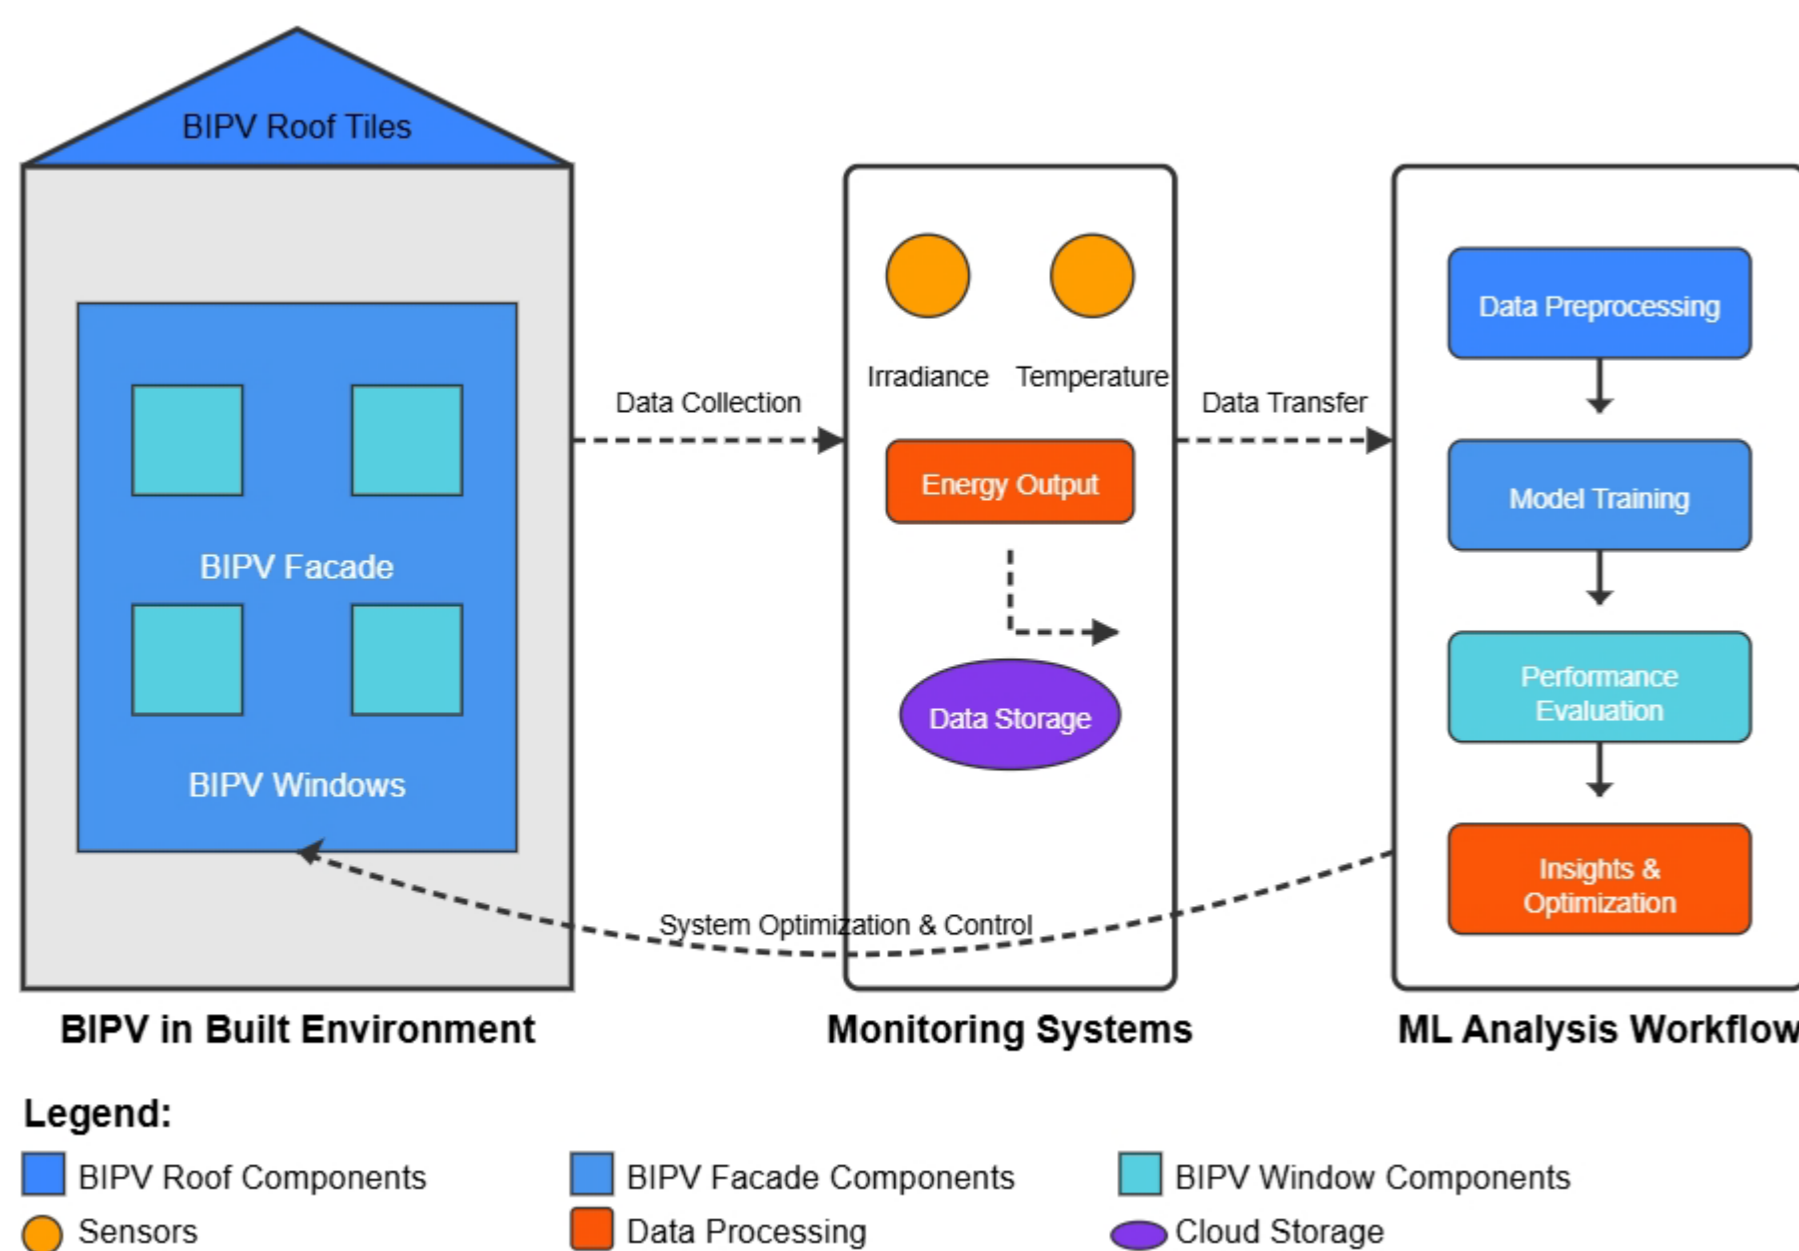 BIPV Roof Tiles
BIPV Facade
BIPV Windows
Data Collection
Irradiance
Temperature
Energy Output
Data Storage
Data Transfer
Data Preprocessing
Model Training
Performance
Evaluation
Insights &
Optimization
System Optimization & Control
BIPV in Built Environment
Monitoring Systems
ML Analysis Workflow
Legend:
BIPV Roof Components
BIPV Facade Components
BIPV Window Components
Sensors
Data Processing
Cloud Storage